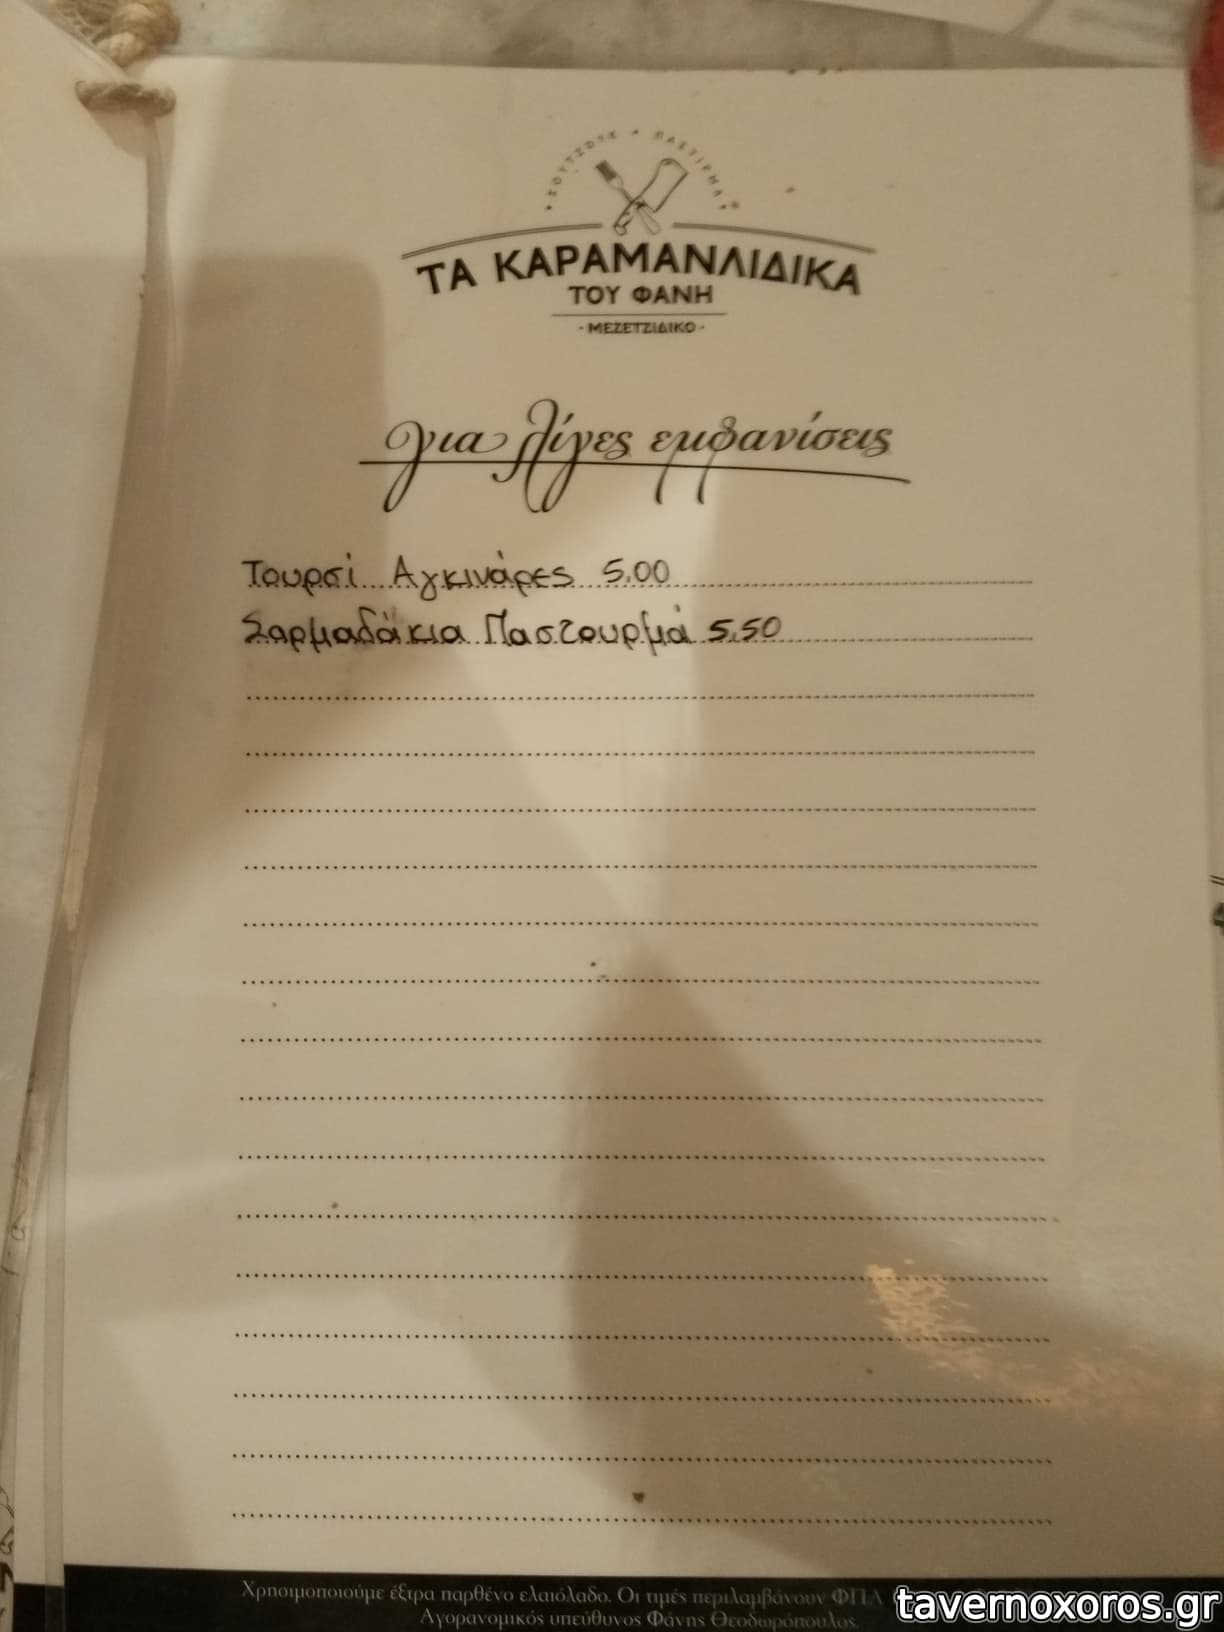 ΣΟΥΤΖΟΥΚ • ΠΑΣΤΙΡΜΑ
ΤΑ ΚΑΡΑΜΑΝΛΙΔΙΚΑ
ΤΟΥ ΦΑΝΗ
- ΜΕΖΕΤΖΙΔΙΚΟ -
για λίγες εμφανίσεις
Τουρσί Αγκινάρες 5.00
Σαρμαδάκια Παστουρμά 5.50
Χρησιμοποιούμε έξτρα παρθένο ελαιόλαδο. Οι τιμές περιλαμβάνουν ΦΠΑ
Αγορανομικός υπεύθυνος Φάνης Θεοδωρόπουλος
tavernoxoros.gr